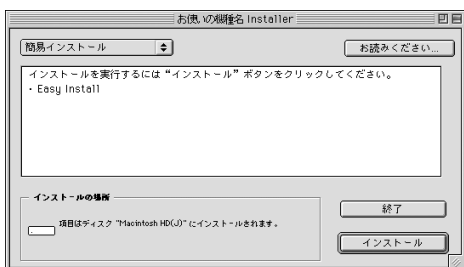 お使いの機種名 Installer
簡易インストール
お読みください...
インストールを実行するには“インストール”ボタンをクリックしてください。
・Easy Install
インストールの場所
項目はディスク "Macintosh HD(J)" にインストールされます。
終了
インストール